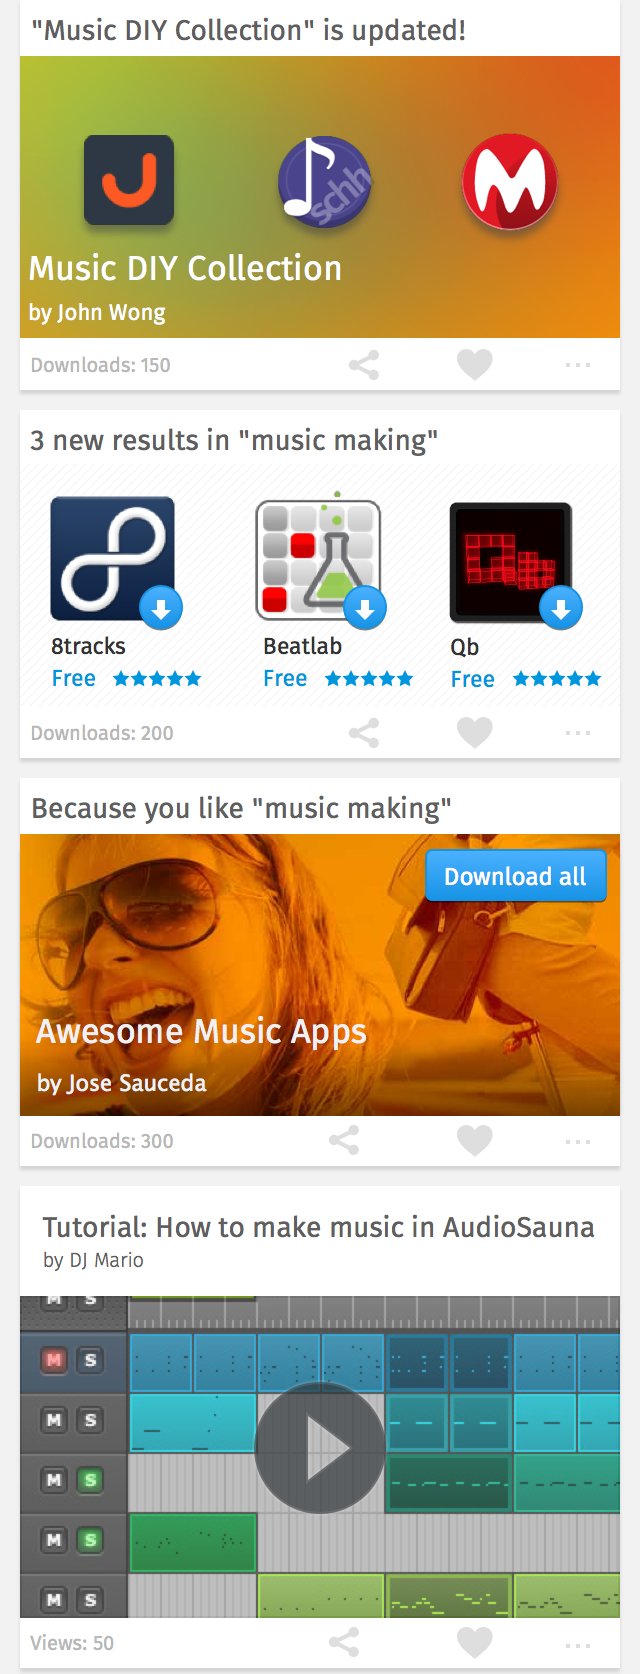 "Music DIY Collection" is updated!
schh
Music DIY Collection
by John Wong
Downloads: 150
3 new results in "music making"
8tracks
Beatlab
Qb
Free
Free
Free
Downloads: 200
Because you like "music making"
Download all
Awesome Music Apps
by Jose Sauceda
Downloads: 300
Tutorial: How to make music in AudioSauna
by DJ Mario
M S
M S
M S
M S
M S
M S
Views: 50